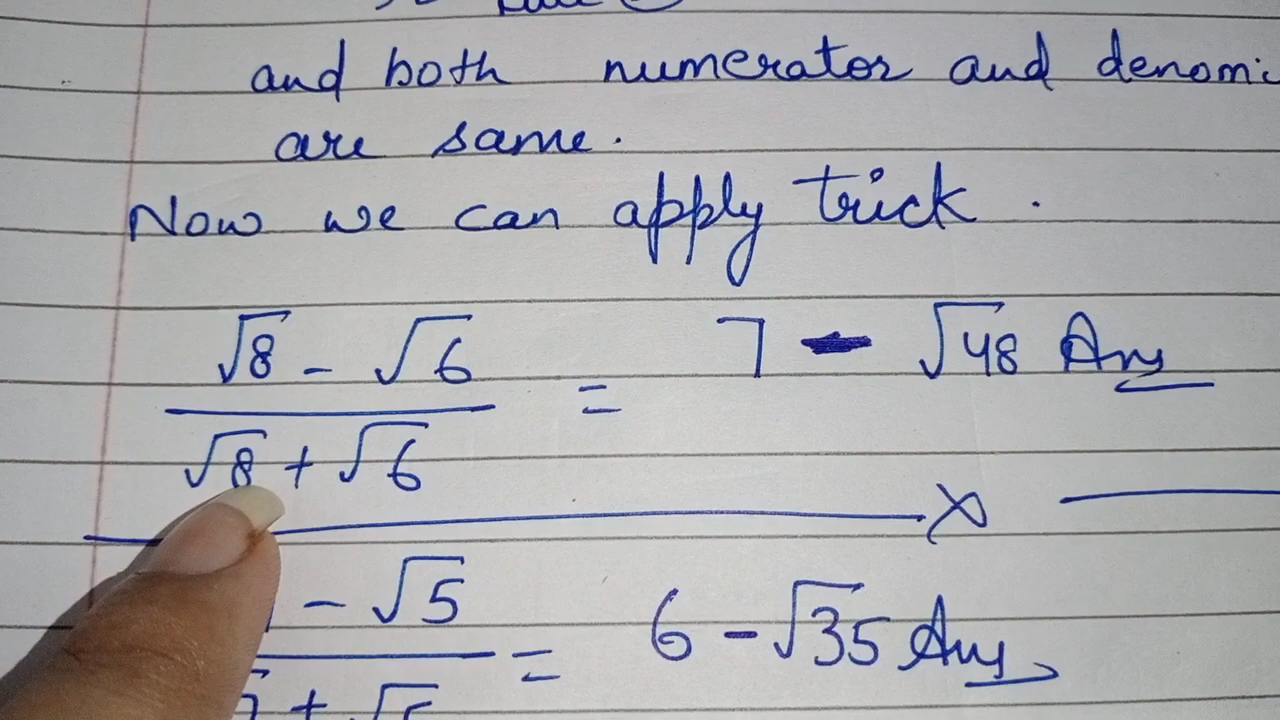 and both numerator and denomi
are same.
Now we can apply trick.
√8 - √6 / √8 + √6 = 7 - √48 Ans
- √5 / + √5 = 6 - √35 Ans